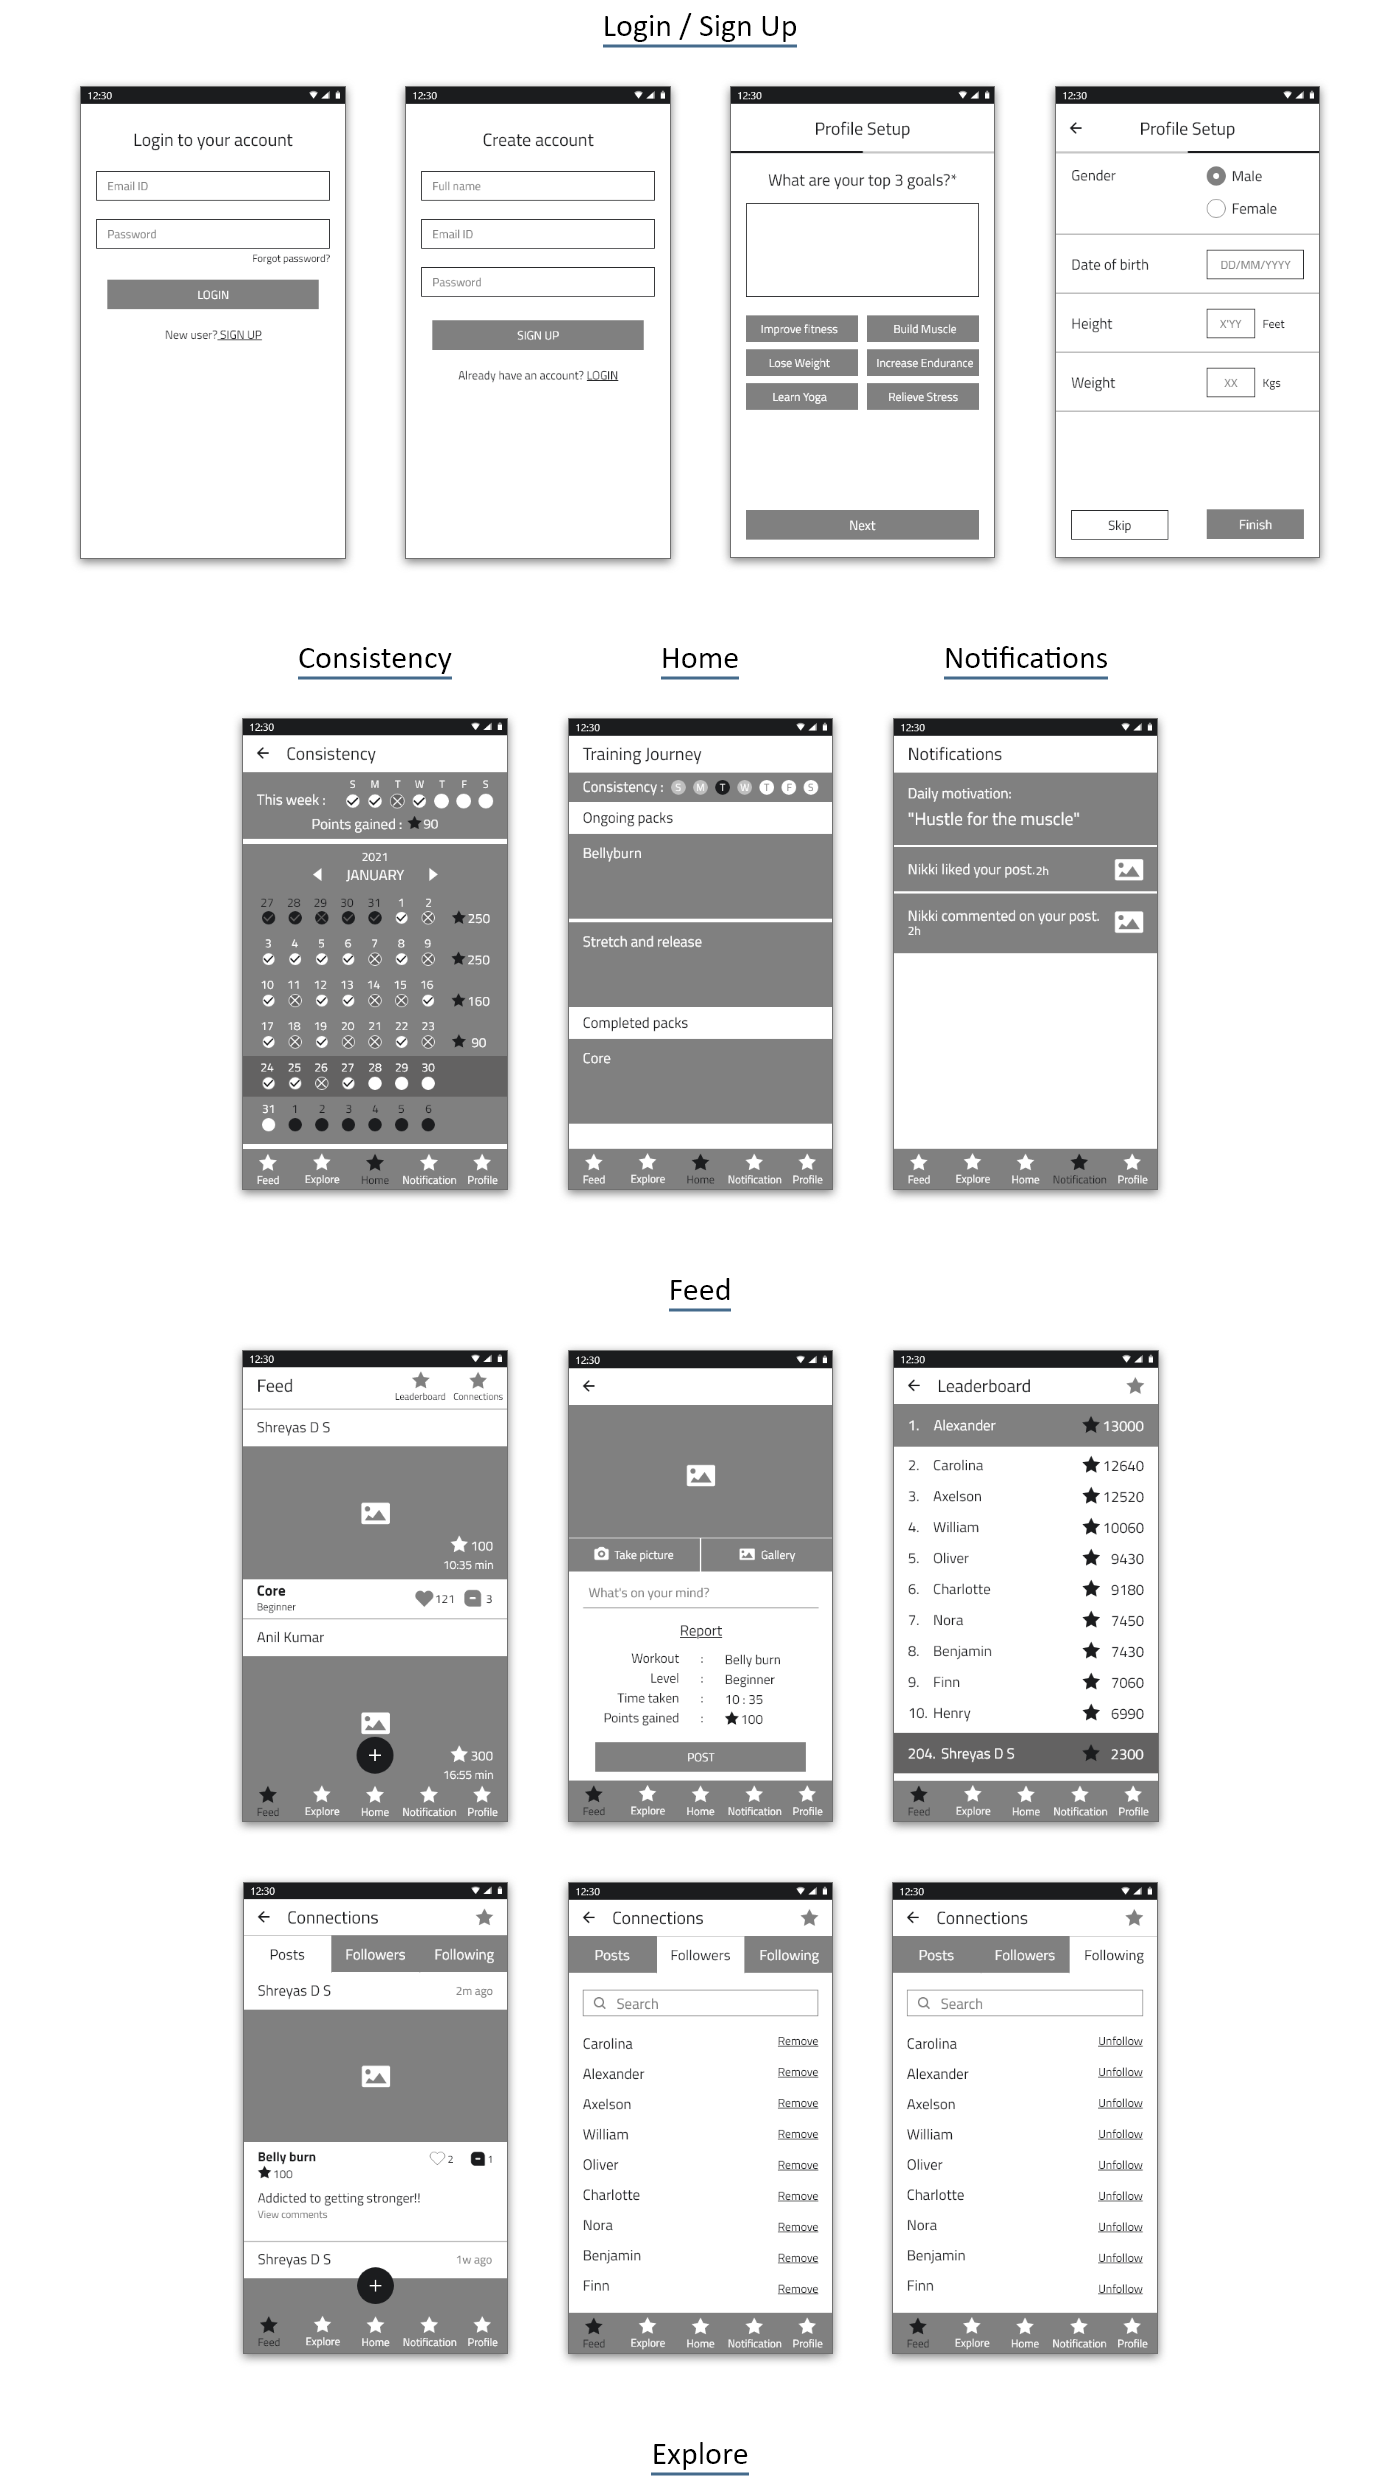 Login / Sign Up
12:30
Login to your account
Email ID
Password
Forgot password?
LOGIN
New user? SIGN UP
12:30
Create account
Full name
Email ID
Password
SIGN UP
Already have an account? LOGIN
12:30
Profile Setup
What are your top 3 goals?*
Improve fitness Build Muscle
Lose Weight Increase Endurance
Learn Yoga Relieve Stress
Next
12:30
Profile Setup
Gender Male
Female
Date of birth DD/MM/YYYY
Height X'YY Feet
Weight XX Kgs
Skip Finish
Consistency
12:30
Consistency
S M T W T F S
This week :
Points gained : 90
2021
JANUARY
27 28 29 30 31 1 2
250
3 4 5 6 7 8 9
250
10 11 12 13 14 15 16
160
17 18 19 20 21 22 23
90
24 25 26 27 28 29 30
31 1 2 3 4 5 6
Feed Explore Home Notification Profile
Home
12:30
Training Journey
Consistency : S M T W T F S
Ongoing packs
Bellyburn
Stretch and release
Completed packs
Core
Feed Explore Home Notification Profile
Notifications
12:30
Notifications
Daily motivation:
"Hustle for the muscle"
Nikki liked your post. 2h
Nikki commented on your post.
2h
Feed Explore Home Notification Profile
Feed
12:30
Feed
Leaderboard Connections
Shreyas D S
100
10:35 min
Core
Beginner
121 3
Anil Kumar
300
16:55 min
Feed Explore Home Notification Profile
12:30
Take picture Gallery
What's on your mind?
Report
Workout : Belly burn
Level : Beginner
Time taken : 10 : 35
Points gained : 100
POST
Feed Explore Home Notification Profile
12:30
Leaderboard
1. Alexander 13000
2. Carolina 12640
3. Axelson 12520
4. William 10060
5. Oliver 9430
6. Charlotte 9180
7. Nora 7450
8. Benjamin 7430
9. Finn 7060
10. Henry 6990
204. Shreyas D S 2300
Feed Explore Home Notification Profile
12:30
Connections
Posts Followers Following
Shreyas D S 2m ago
Belly burn 2 1
100
Addicted to getting stronger!!
View comments
Shreyas D S 1w ago
Feed Explore Home Notification Profile
12:30
Connections
Posts Followers Following
Search
Carolina Remove
Alexander Remove
Axelson Remove
William Remove
Oliver Remove
Charlotte Remove
Nora Remove
Benjamin Remove
Finn Remove
Feed Explore Home Notification Profile
12:30
Connections
Posts Followers Following
Search
Carolina Unfollow
Alexander Unfollow
Axelson Unfollow
William Unfollow
Oliver Unfollow
Charlotte Unfollow
Nora Unfollow
Benjamin Unfollow
Finn Unfollow
Feed Explore Home Notification Profile
Explore